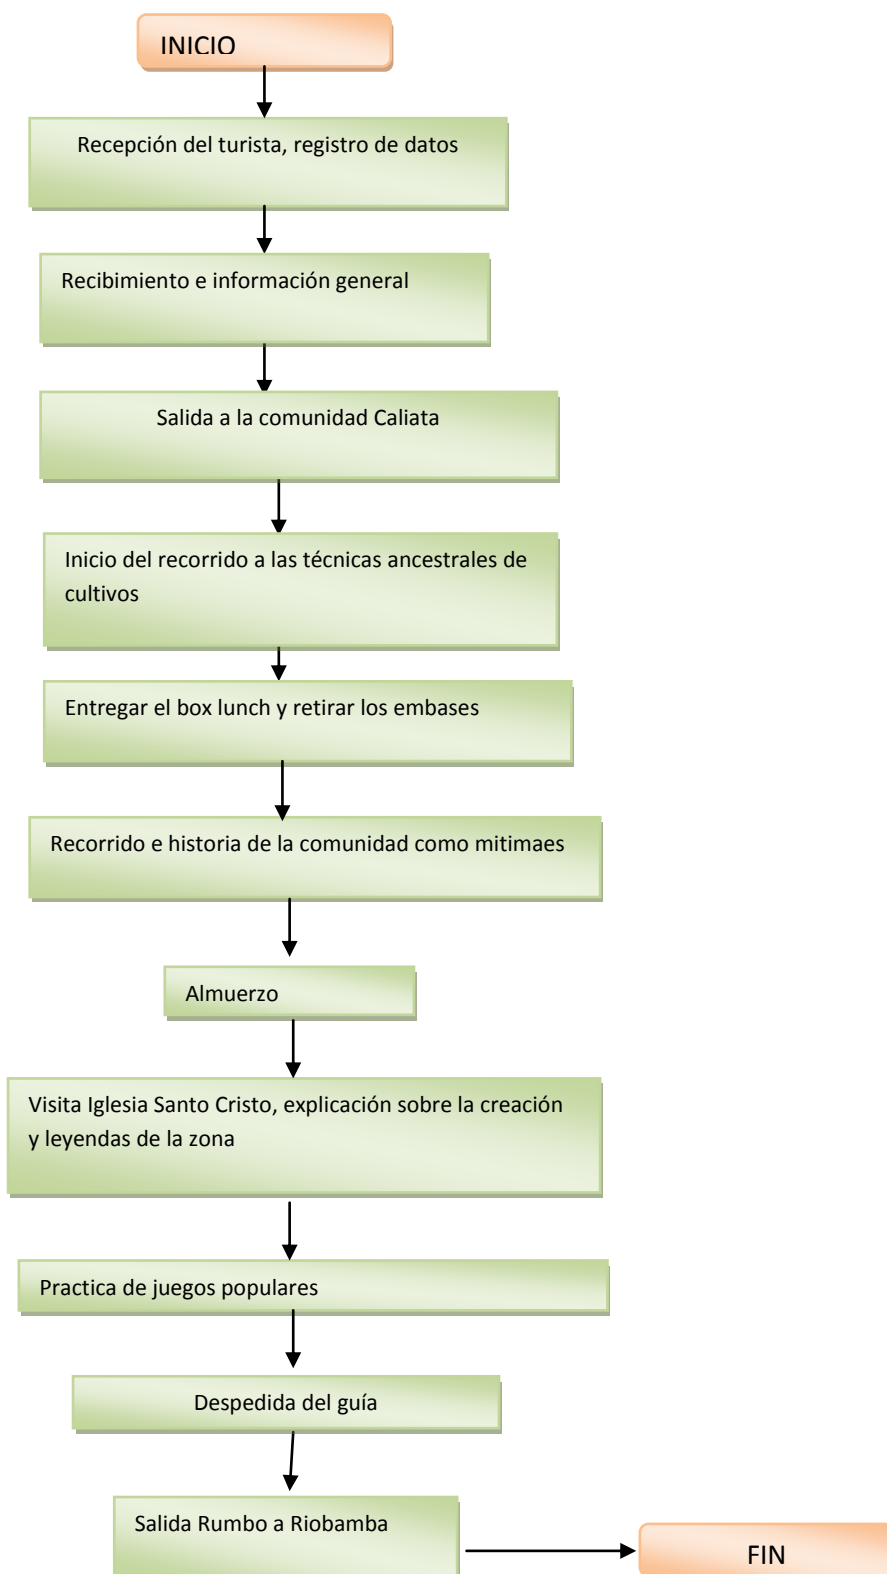 INICIO
Recepción del turista, registro de datos
Recibimiento e información general
Salida a la comunidad Caliata
Inicio del recorrido a las técnicas ancestrales de
cultivos
Entregar el box lunch y retirar los embases
Recorrido e historia de la comunidad como mitimaes
Almuerzo
Visita Iglesia Santo Cristo, explicación sobre la creación
y leyendas de la zona
Practica de juegos populares
Despedida del guía
Salida Rumbo a Riobamba
FIN